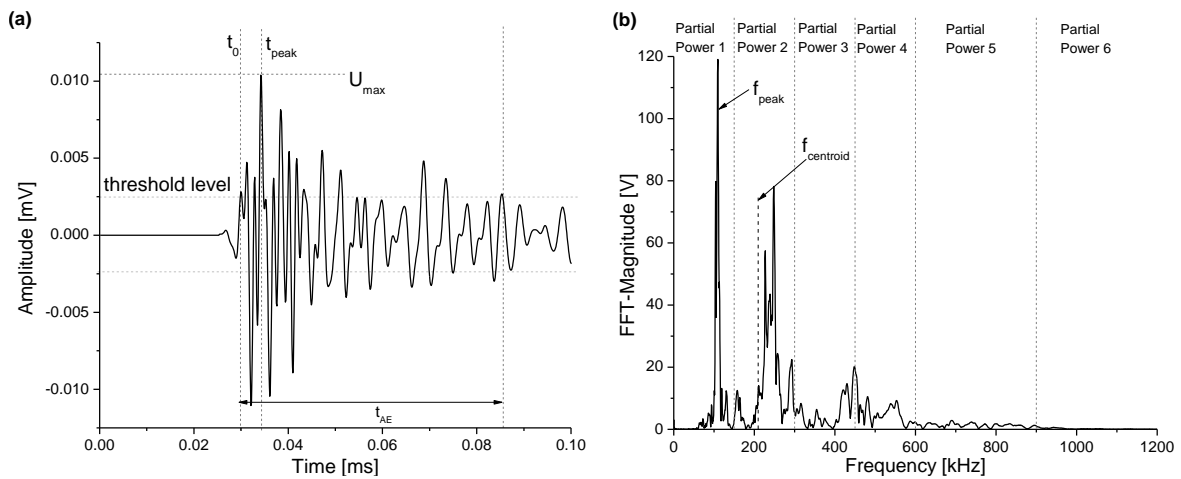 (a)
t0
tpeak
Umax
threshold level
tAE
0.010
0.005
0.000
-0.005
-0.010
Amplitude [mV]
0.00
0.02
0.04
0.06
0.08
0.10
Time [ms]
(b)
Partial Power 1
Partial Power 2
Partial Power 3
Partial Power 4
Partial Power 5
Partial Power 6
fpeak
fcentroid
120
100
80
60
40
20
0
FFT-Magnitude [V]
0
200
400
600
800
1000
1200
Frequency [kHz]